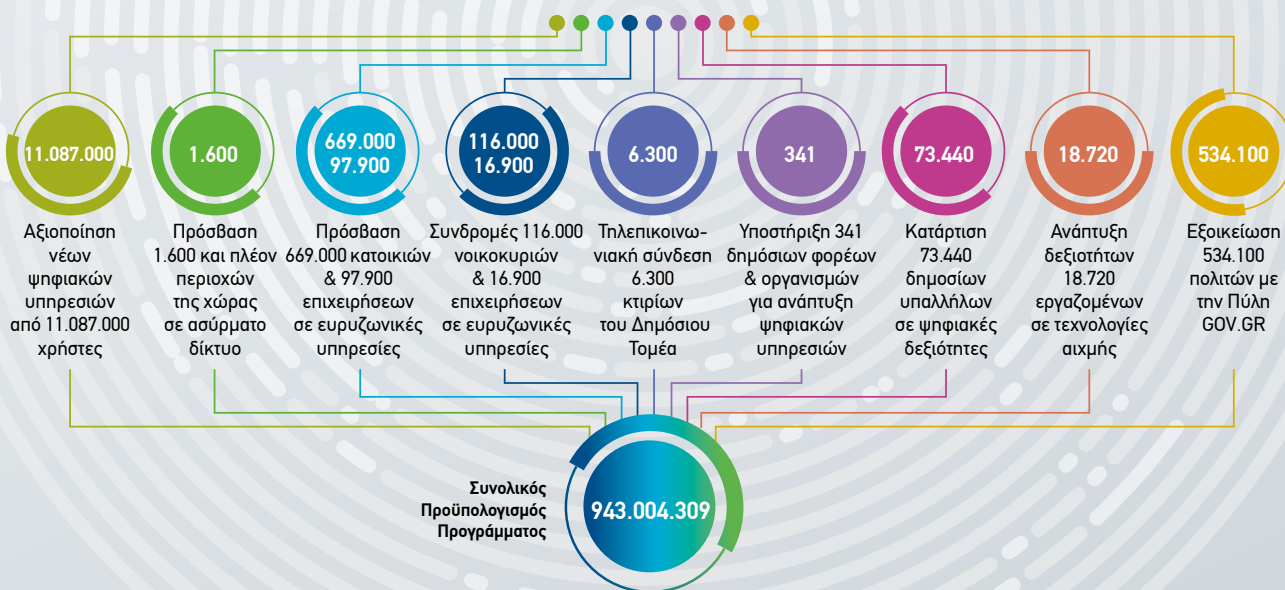 11.087.000
Αξιοποίηση
νέων
ψηφιακών
υπηρεσιών
από 11.087.000
χρήστες
1.600
Πρόσβαση
1.600 και πλέον
περιοχών
της χώρας
σε ασύρματο
δίκτυο
669.000
97.900
Πρόσβαση
669.000 κατοικιών
& 97.900
επιχειρήσεων
σε ευρυζωνικές
υπηρεσίες
116.000
16.900
Συνδρομές 116.000
νοικοκυριών
& 16.900
επιχειρήσεων
σε ευρυζωνικές
υπηρεσίες
6.300
Τηλεπικοινω-
νιακή σύνδεση
6.300
κτιρίων
του Δημόσιου
Τομέα
341
Υποστήριξη 341
δημόσιων φορέων
& οργανισμών
για ανάπτυξη
ψηφιακών
υπηρεσιών
73.440
Κατάρτιση
73.440
δημοσίων
υπαλλήλων
σε ψηφιακές
δεξιότητες
18.720
Ανάπτυξη
δεξιοτήτων
18.720
εργαζομένων
σε τεχνολογίες
αιχμής
534.100
Εξοικείωση
534.100
πολιτών με
την Πύλη
GOV.GR
Συνολικός
Προϋπολογισμός
Προγράμματος
943.004.309